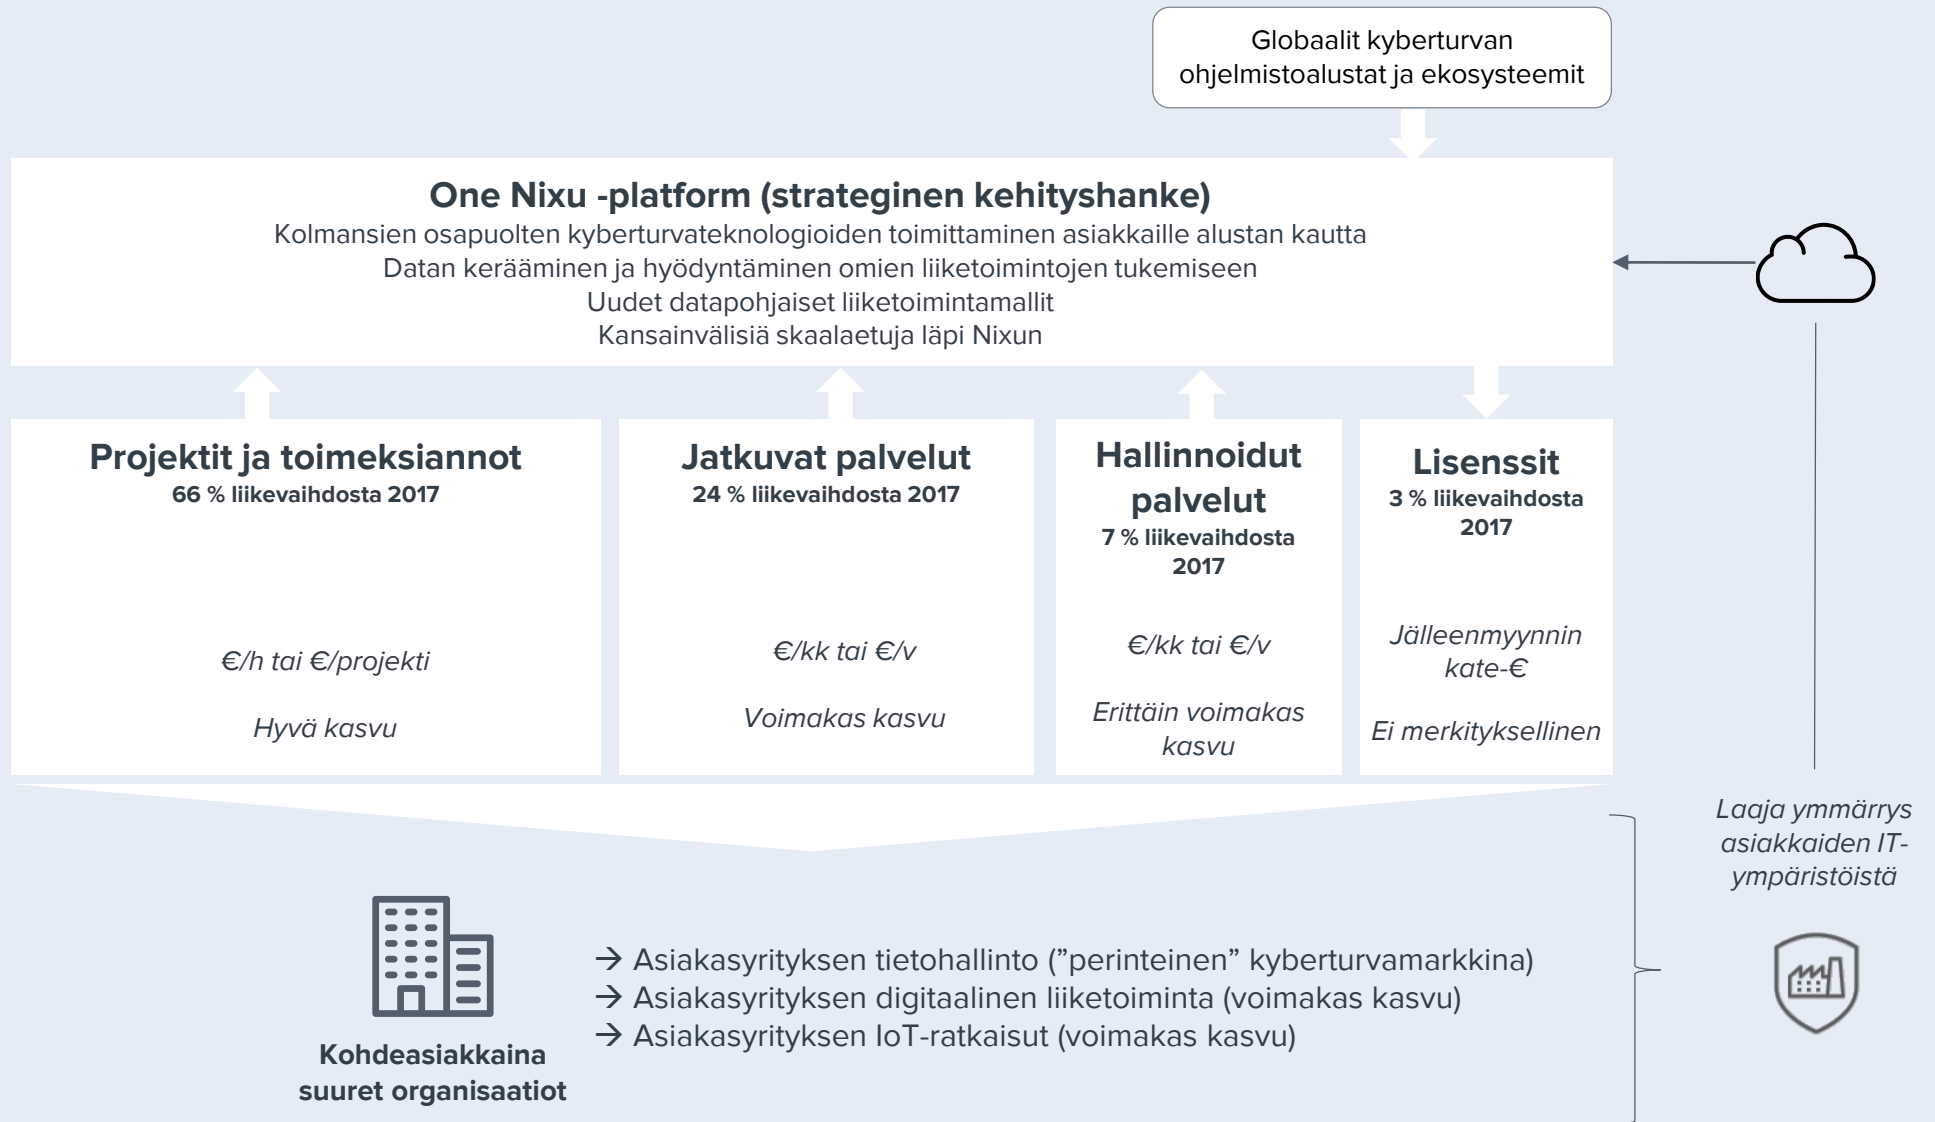 Globaalit kyberturvan
ohjelmistoalustat ja ekosysteemit
One Nixu -platform (strateginen kehityshanke)
Kolmansien osapuolten kyberturvateknologioiden toimittaminen asiakkaille alustan kautta
Datan kerääminen ja hyödyntäminen omien liiketoimintojen tukemiseen
Uudet datapohjaiset liiketoimintamallit
Kansainvälisiä skaalaetuja läpi Nixun
Projektit ja toimeksiannot
66 % liikevaihdosta 2017
€/h tai €/projekti
Hyvä kasvu
Jatkuvat palvelut
24 % liikevaihdosta 2017
€/kk tai €/v
Voimakas kasvu
Hallinnoidut
palvelut
7 % liikevaihdosta
2017
€/kk tai €/v
Erittäin voimakas
kasvu
Lisenssit
3 % liikevaihdosta
2017
Jälleenmyynnin
kate-€
Ei merkityksellinen
Laaja ymmärrys
asiakkaiden IT-
ympäristöistä
Kohdeasiakkaina
suuret organisaatiot
→ Asiakasyrityksen tietohallinto (”perinteinen” kyberturvamarkkina)
→ Asiakasyrityksen digitaalinen liiketoiminta (voimakas kasvu)
→ Asiakasyrityksen IoT-ratkaisut (voimakas kasvu)